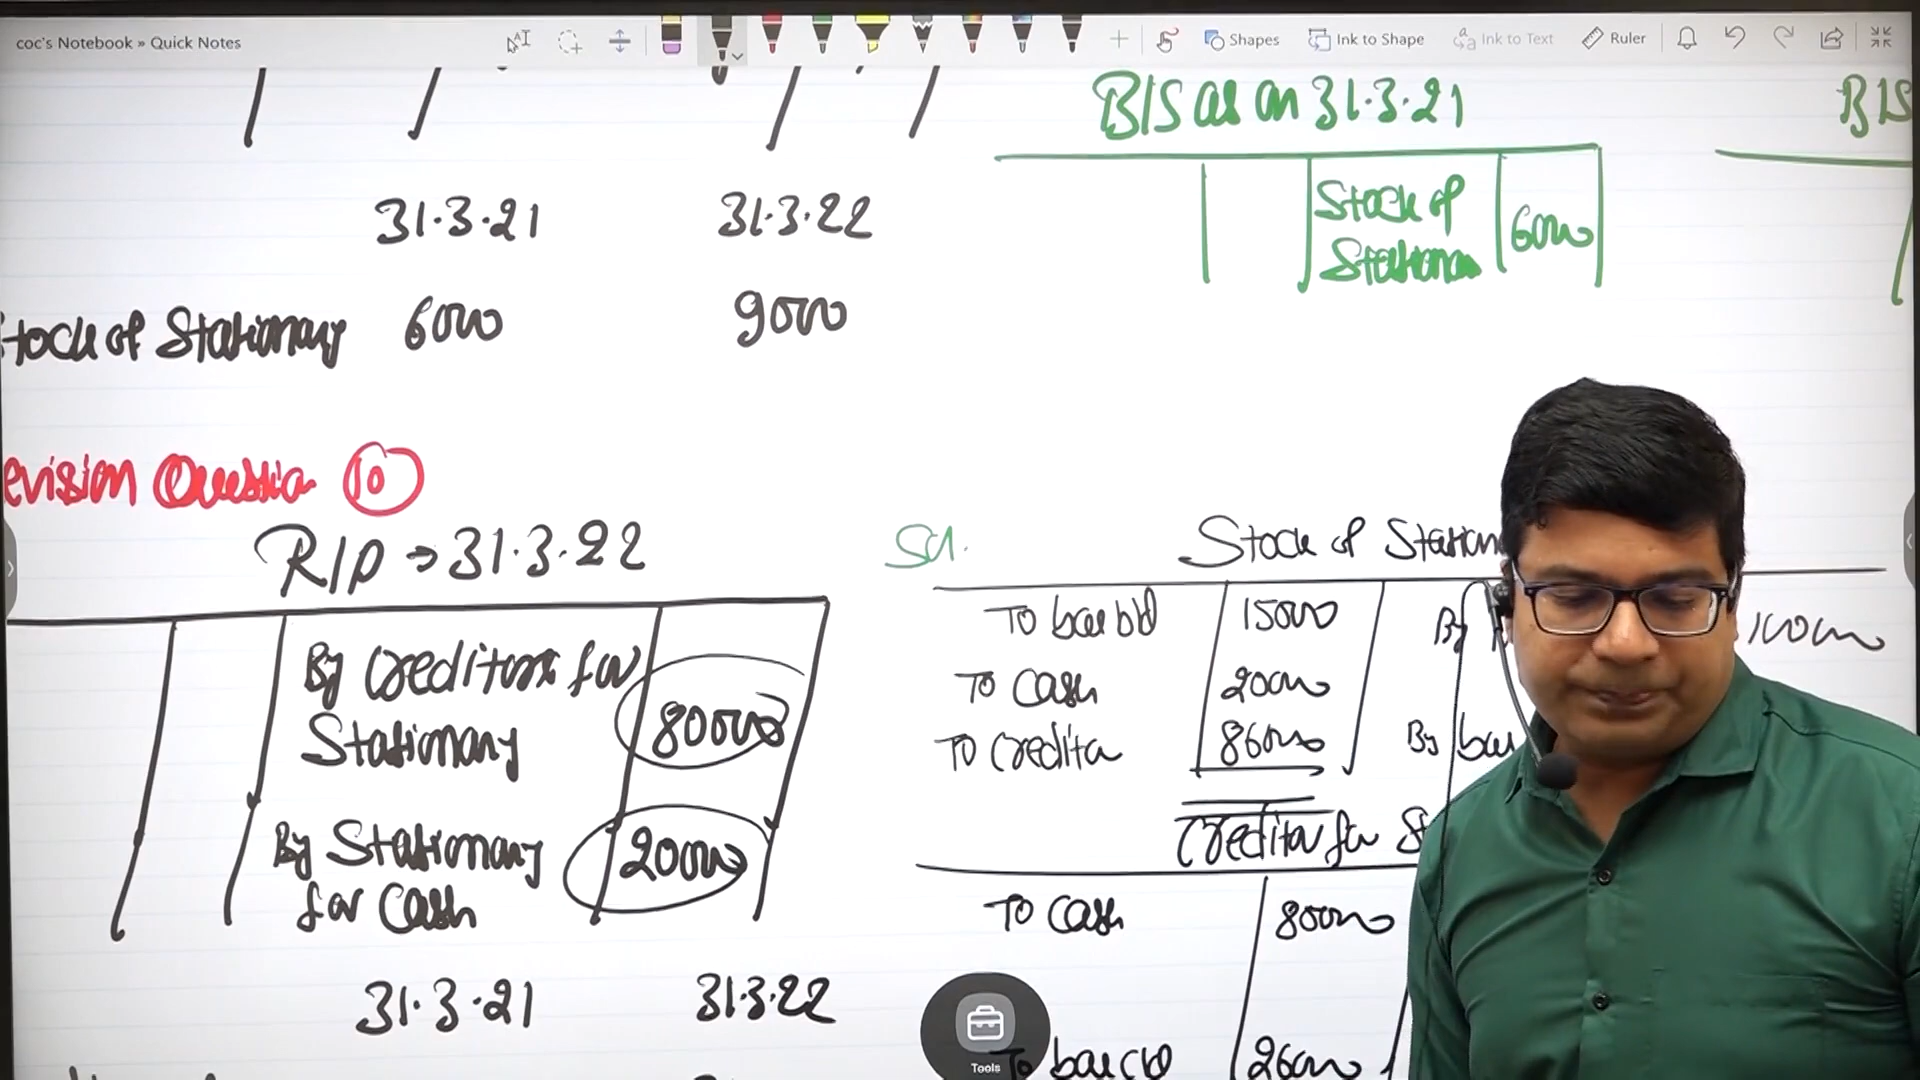 coc's Notebook » Quick Notes
Shapes
Ink to Shape
Ink to Text
Ruler
B/S as on 31.3.21
B/S
Stock of
Stationary
6000
31.3.21 31.3.22
Stock of Stationary 6000 9000
evision Question 10
R/P → 31.3.22
By Creditors for
Stationary
80000
By Stationary
for Cash
20000
31.3.21 31.3.22
Sol.
Stock of Station
To bal b/d 15000 By
To Cash 20000
To Creditor 86000 By bal
Creditor for St
To Cash 80000
To bal c/d 26000
Tools